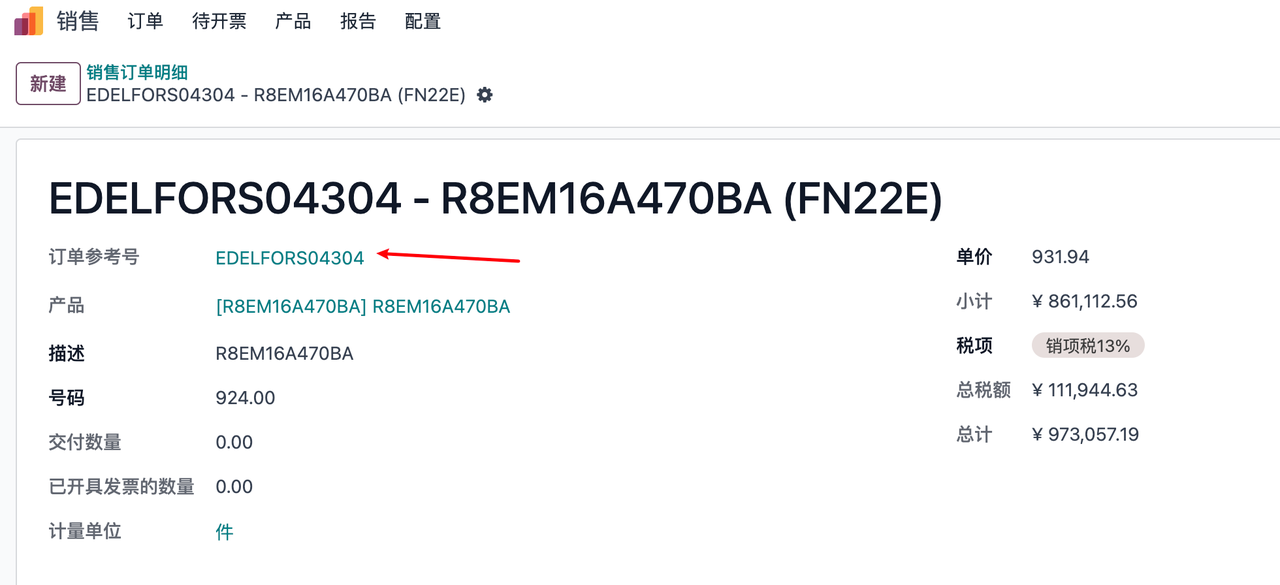 销售 订单 待开票 产品 报告 配置
新建
销售订单明细
EDELFORS04304 - R8EM16A470BA (FN22E)
EDELFORS04304 - R8EM16A470BA (FN22E)
订单参考号 EDELFORS04304
产品 [R8EM16A470BA] R8EM16A470BA
描述 R8EM16A470BA
号码 924.00
交付数量 0.00
已开具发票的数量 0.00
计量单位 件
单价 931.94
小计 ¥ 861,112.56
税项 销项税13%
总税额 ¥ 111,944.63
总计 ¥ 973,057.19